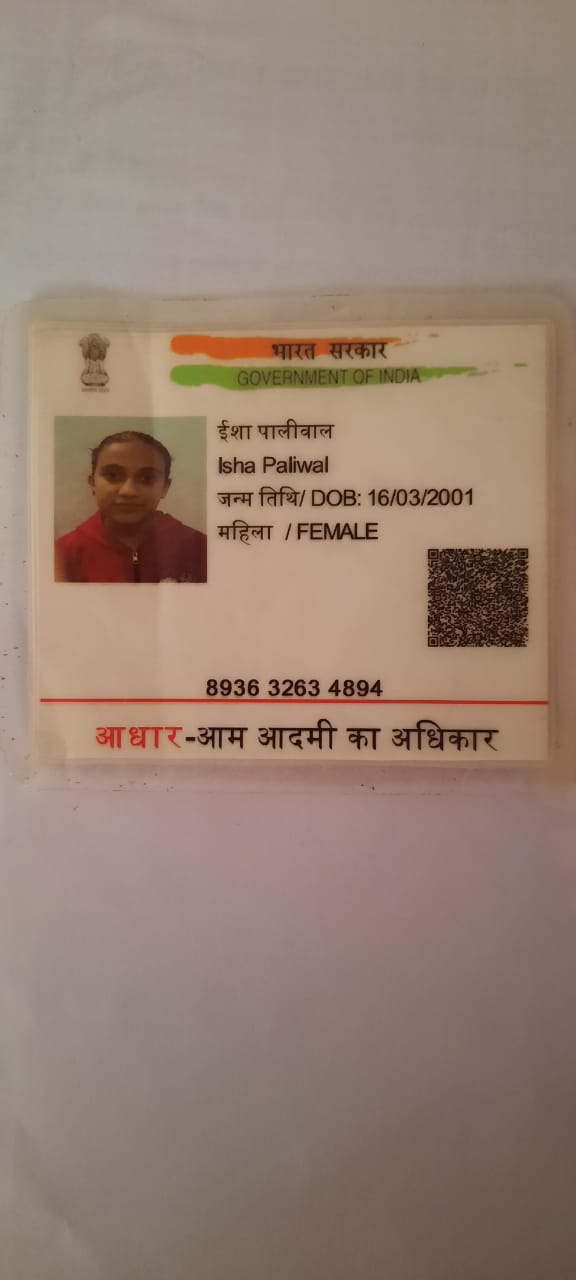 भारत सरकार
GOVERNMENT OF INDIA
ईशा पालीवाल
Isha Paliwal
जन्म तिथि/ DOB: 16/03/2001
महिला / FEMALE
8936 3263 4894
आधार-आम आदमी का अधिकार